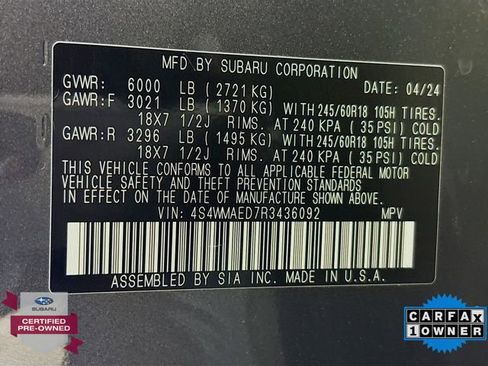 MFD BY SUBARU CORPORATION
GVWR: 6000 LB (2721 KG) DATE: 04/24
GAWR:F 3021 LB (1370 KG) WITH 245/60R18 105H TIRES.
18X7 1/2J RIMS. AT 240 KPA (35 PSI) COLD
GAWR:R 3296 LB (1495 KG) WITH 245/60R18 105H TIRES.
18X7 1/2J RIMS. AT 240 KPA (35 PSI) COLD
THIS VEHICLE CONFORMS TO ALL APPLICABLE FEDERAL MOTOR
VEHICLE SAFETY AND THEFT PREVENTION STANDARDS IN
EFFECT ON THE DATE OF MANUFACTURE SHOWN ABOVE.
VIN: 4S4WMAED7R3436092 MPV
ASSEMBLED BY SIA INC. MADE IN U.S.A.
SUBARU
CERTIFIED
PRE-OWNED
CARFAX
1 OWNER